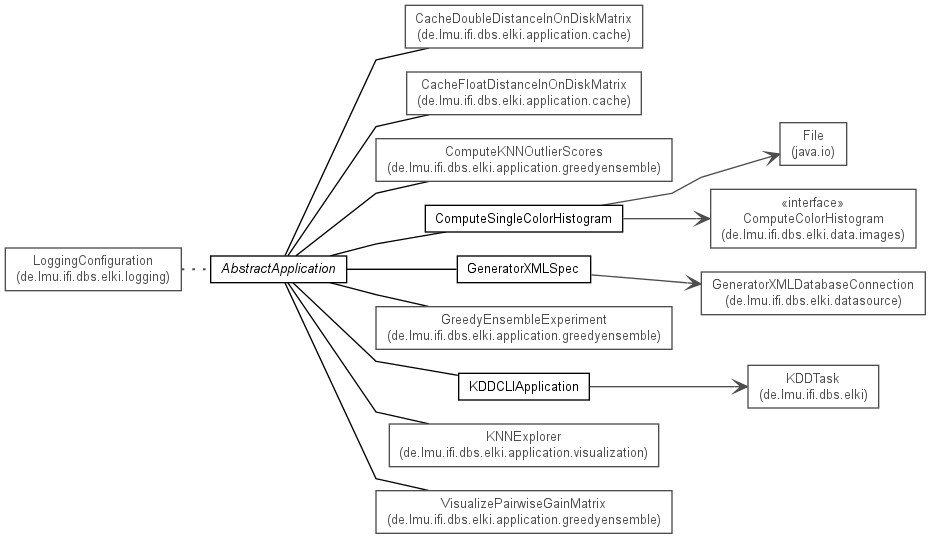 CacheDoubleDistanceInOnDiskMatrix
(de.lmu.ifi.dbs.elki.application.cache)
CacheFloatDistanceInOnDiskMatrix
(de.lmu.ifi.dbs.elki.application.cache)
File
(java.io)
ComputeKNNOutlierScores
(de.lmu.ifi.dbs.elki.application.greedyensemble)
ComputeSingleColorHistogram
«interface»
ComputeColorHistogram
(de.lmu.ifi.dbs.elki.data.images)
LoggingConfiguration
(de.lmu.ifi.dbs.elki.logging)
AbstractApplication
GeneratorXMLSpec
GeneratorXMLDatabaseConnection
(de.lmu.ifi.dbs.elki.datasource)
GreedyEnsembleExperiment
(de.lmu.ifi.dbs.elki.application.greedyensemble)
KDDCLIApplication
KDDTask
(de.lmu.ifi.dbs.elki)
KNNExplorer
(de.lmu.ifi.dbs.elki.application.visualization)
VisualizePairwiseGainMatrix
(de.lmu.ifi.dbs.elki.application.greedyensemble)